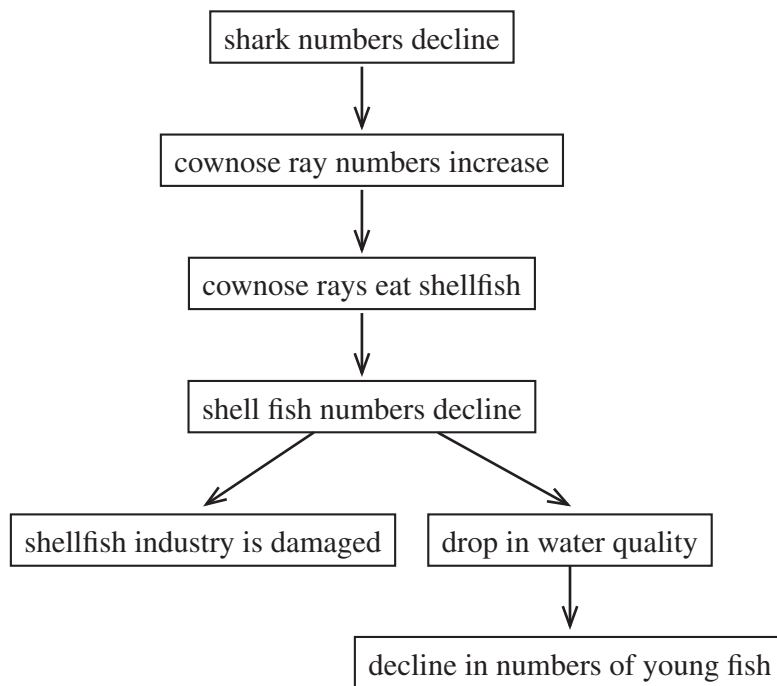 shark numbers decline
cownose ray numbers increase
cownose rays eat shellfish
shell fish numbers decline
shellfish industry is damaged
drop in water quality
decline in numbers of young fish